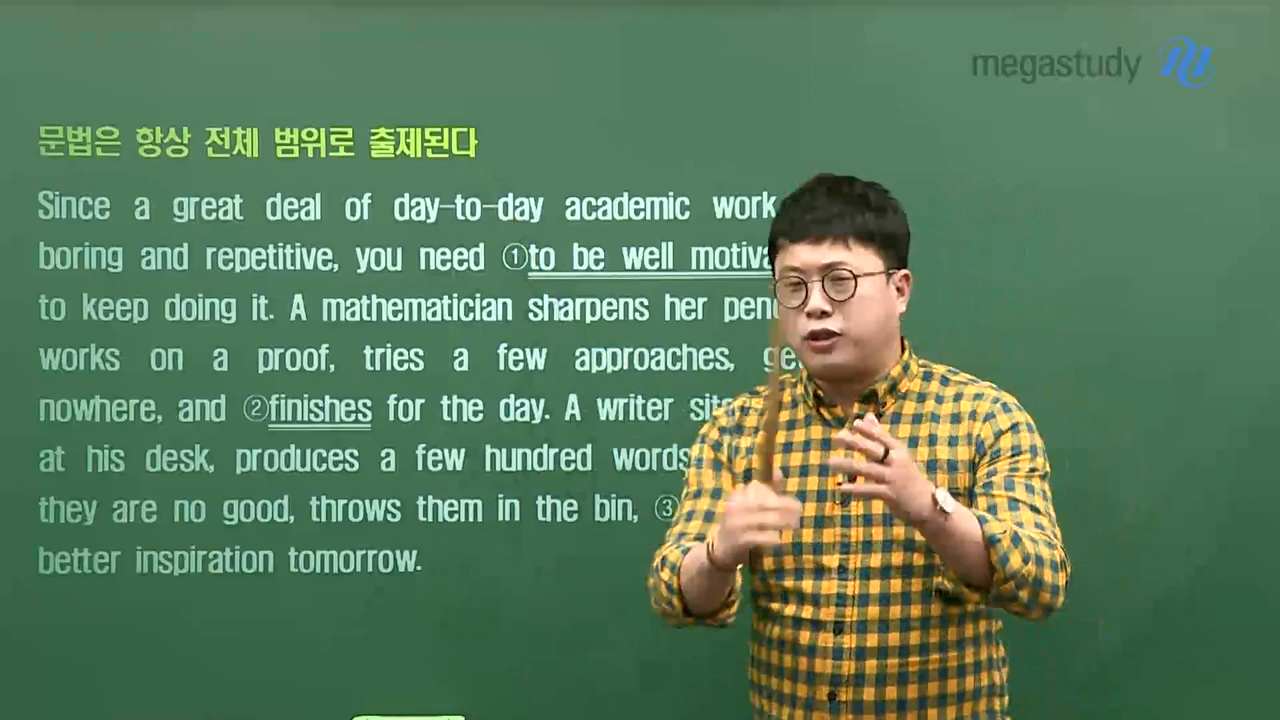 megastudy
문법은 항상 전체 범위로 출제된다
Since a great deal of day-to-day academic work
boring and repetitive, you need ①to be well
to keep doing it. A mathematician sharpens her
works on a proof, tries a few approaches,
nowhere, and ②finishes for the day. A writer
at his desk, produces a few hundred words
they are no good, throws them in the bin, ③
better inspiration tomorrow.